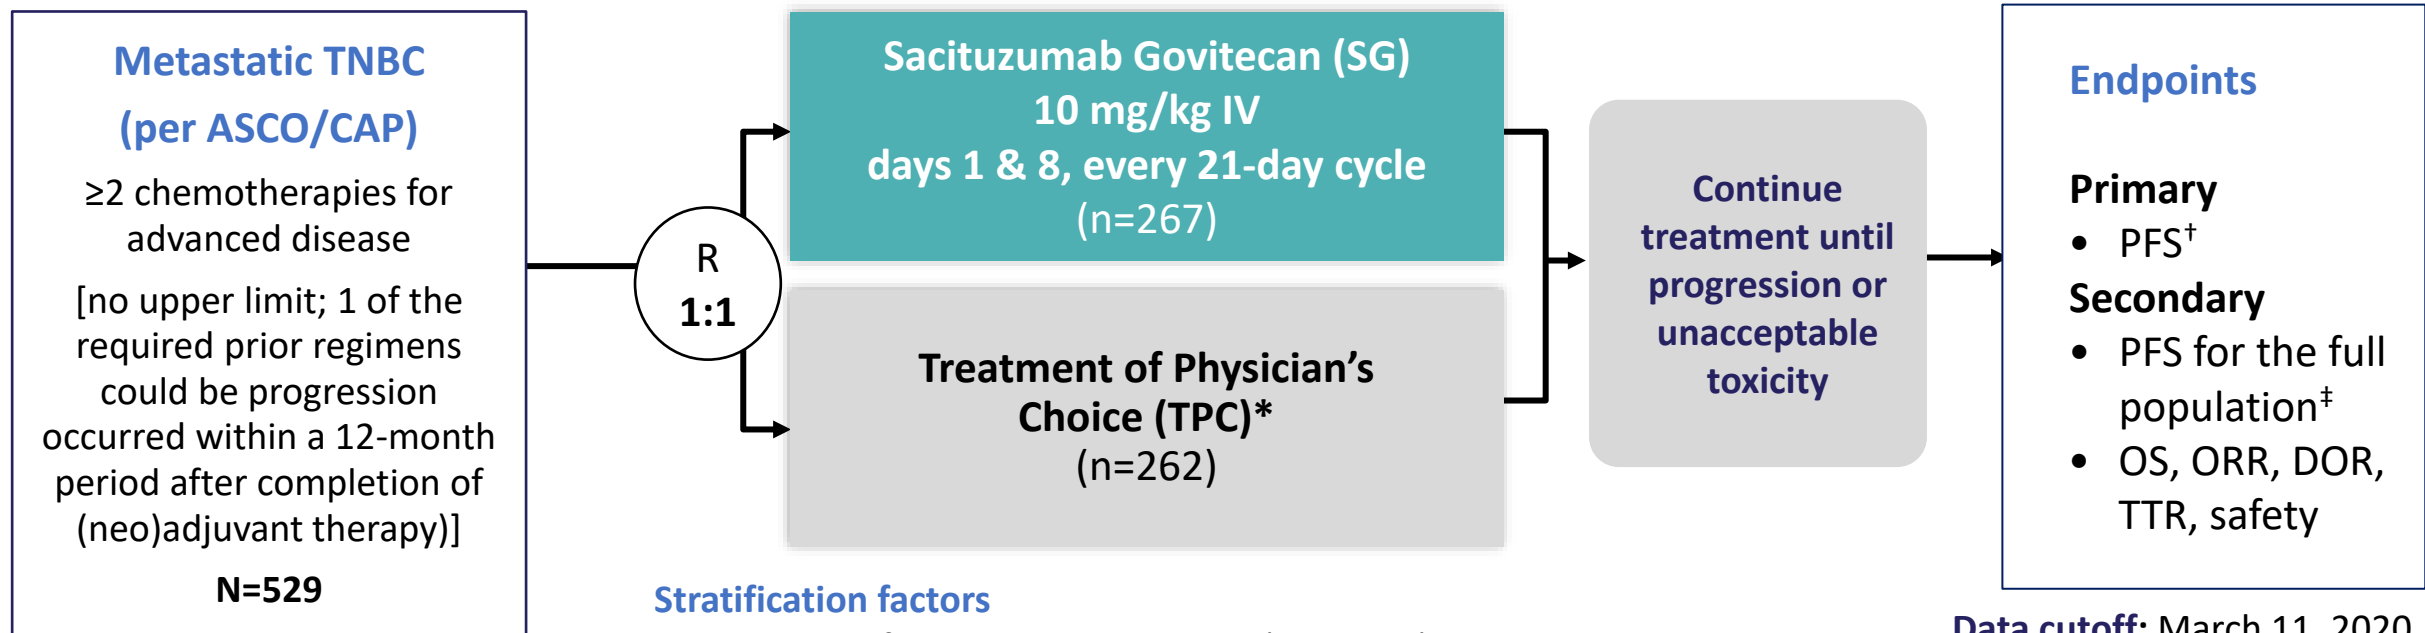 Metastatic TNBC
(per ASCO/CAP)
≥2 chemotherapies for
advanced disease
[no upper limit; 1 of the
required prior regimens
could be progression
occurred within a 12-month
period after completion of
(neo)adjuvant therapy)]
N=529
R
1:1
Sacituzumab Govitecan (SG)
10 mg/kg IV
days 1 & 8, every 21-day cycle
(n=267)
Treatment of Physician’s
Choice (TPC)*
(n=262)
Continue
treatment until
progression or
unacceptable
toxicity
Endpoints
Primary
• PFS†
Secondary
• PFS for the full
population‡
• OS, ORR, DOR,
TTR, safety
Stratification factors
Data cutoff: March 11, 2020